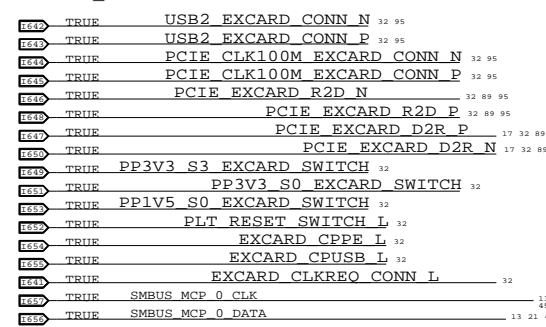 I642 TRUE USB2_EXCARD_CONN_N 32 95
I643 TRUE USB2_EXCARD_CONN_P 32 95
I644 TRUE PCIE_CLK100M_EXCARD_CONN_N 32 95
I645 TRUE PCIE_CLK100M_EXCARD_CONN_P 32 95
I646 TRUE PCIE_EXCARD_R2D_N 32 89 95
I648 TRUE PCIE_EXCARD_R2D_P 32 89 95
I647 TRUE PCIE_EXCARD_D2R_P 17 32 89
I650 TRUE PCIE_EXCARD_D2R_N 17 32 89
I649 TRUE PP3V3_S3_EXCARD_SWITCH 32
I651 TRUE PP3V3_S0_EXCARD_SWITCH 32
I653 TRUE PP1V5_S0_EXCARD_SWITCH 32
I652 TRUE PLT_RESET_SWITCH_L 32
I654 TRUE EXCARD_CPPE_L 32
I655 TRUE EXCARD_CPUSB_L 32
I641 TRUE EXCARD_CLKREQ_CONN_L 32
I657 TRUE SMBUS_MCP_0_CLK
I656 TRUE SMBUS_MCP_0_DATA 13 21